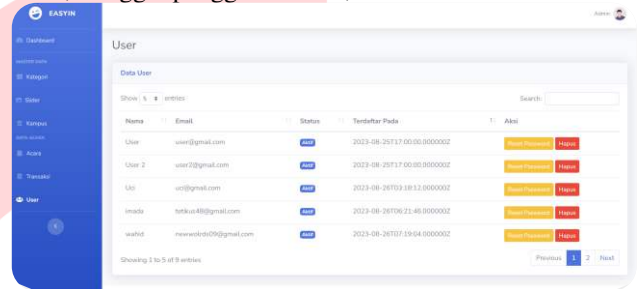 EASYIN
Admin
Dashboard
User
MASTER DATA
Data User
Kategori
Slider
Show 5 entries
Search:
Kampus
Nama Email Status Terdaftar Pada Aksi
DATA ACARA
Acara
User user@gmail.com Aktif 2023-08-25T17:00:00.000000Z Reset Password Hapus
Transaksi
User 2 user2@gmail.com Aktif 2023-08-25T17:00:00.000000Z Reset Password Hapus
User
Uci uci@gmail.com Aktif 2023-08-26T03:18:12.000000Z Reset Password Hapus
imada Aktif 2023-08-26T06:21:46.000000Z Reset Password Hapus
wahid Aktif 2023-08-26T07:19:04.000000Z Reset Password Hapus
Showing 1 to 5 of 9 entries
Previous 1 2 Next